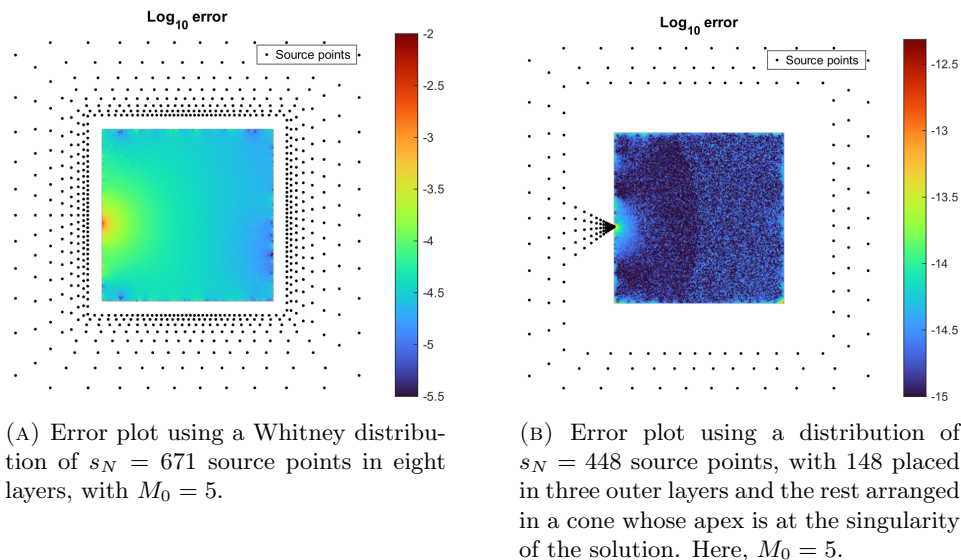 Log10 error
Source points
-2
-2.5
-3
-3.5
-4
-4.5
-5
-5.5
(A) Error plot using a Whitney distribu-
tion of sN = 671 source points in eight
layers, with M0 = 5.
Log10 error
Source points
-12.5
-13
-13.5
-14
-14.5
-15
(B) Error plot using a distribution of
sN = 448 source points, with 148 placed
in three outer layers and the rest arranged
in a cone whose apex is at the singularity
of the solution. Here, M0 = 5.